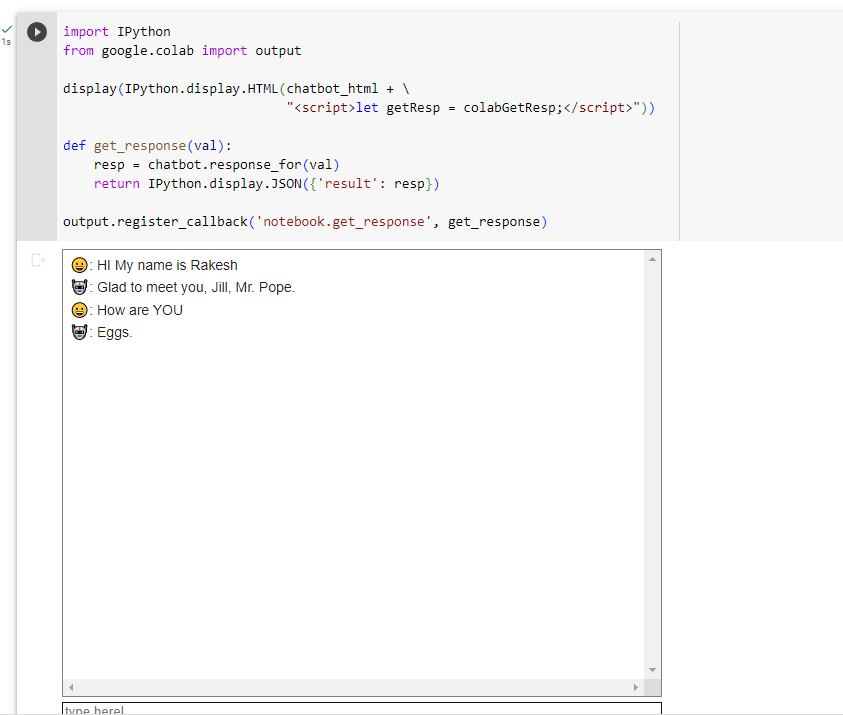 1s
import IPython
from google.colab import output
display(IPython.display.HTML(chatbot_html + \
"<script>let getResp = colabGetResp;</script>"))
def get_response(val):
resp = chatbot.response_for(val)
return IPython.display.JSON({'result': resp})
output.register_callback('notebook.get_response', get_response)
: HI My name is Rakesh
: Glad to meet you, Jill, Mr. Pope.
: How are YOU
: Eggs.
type here!